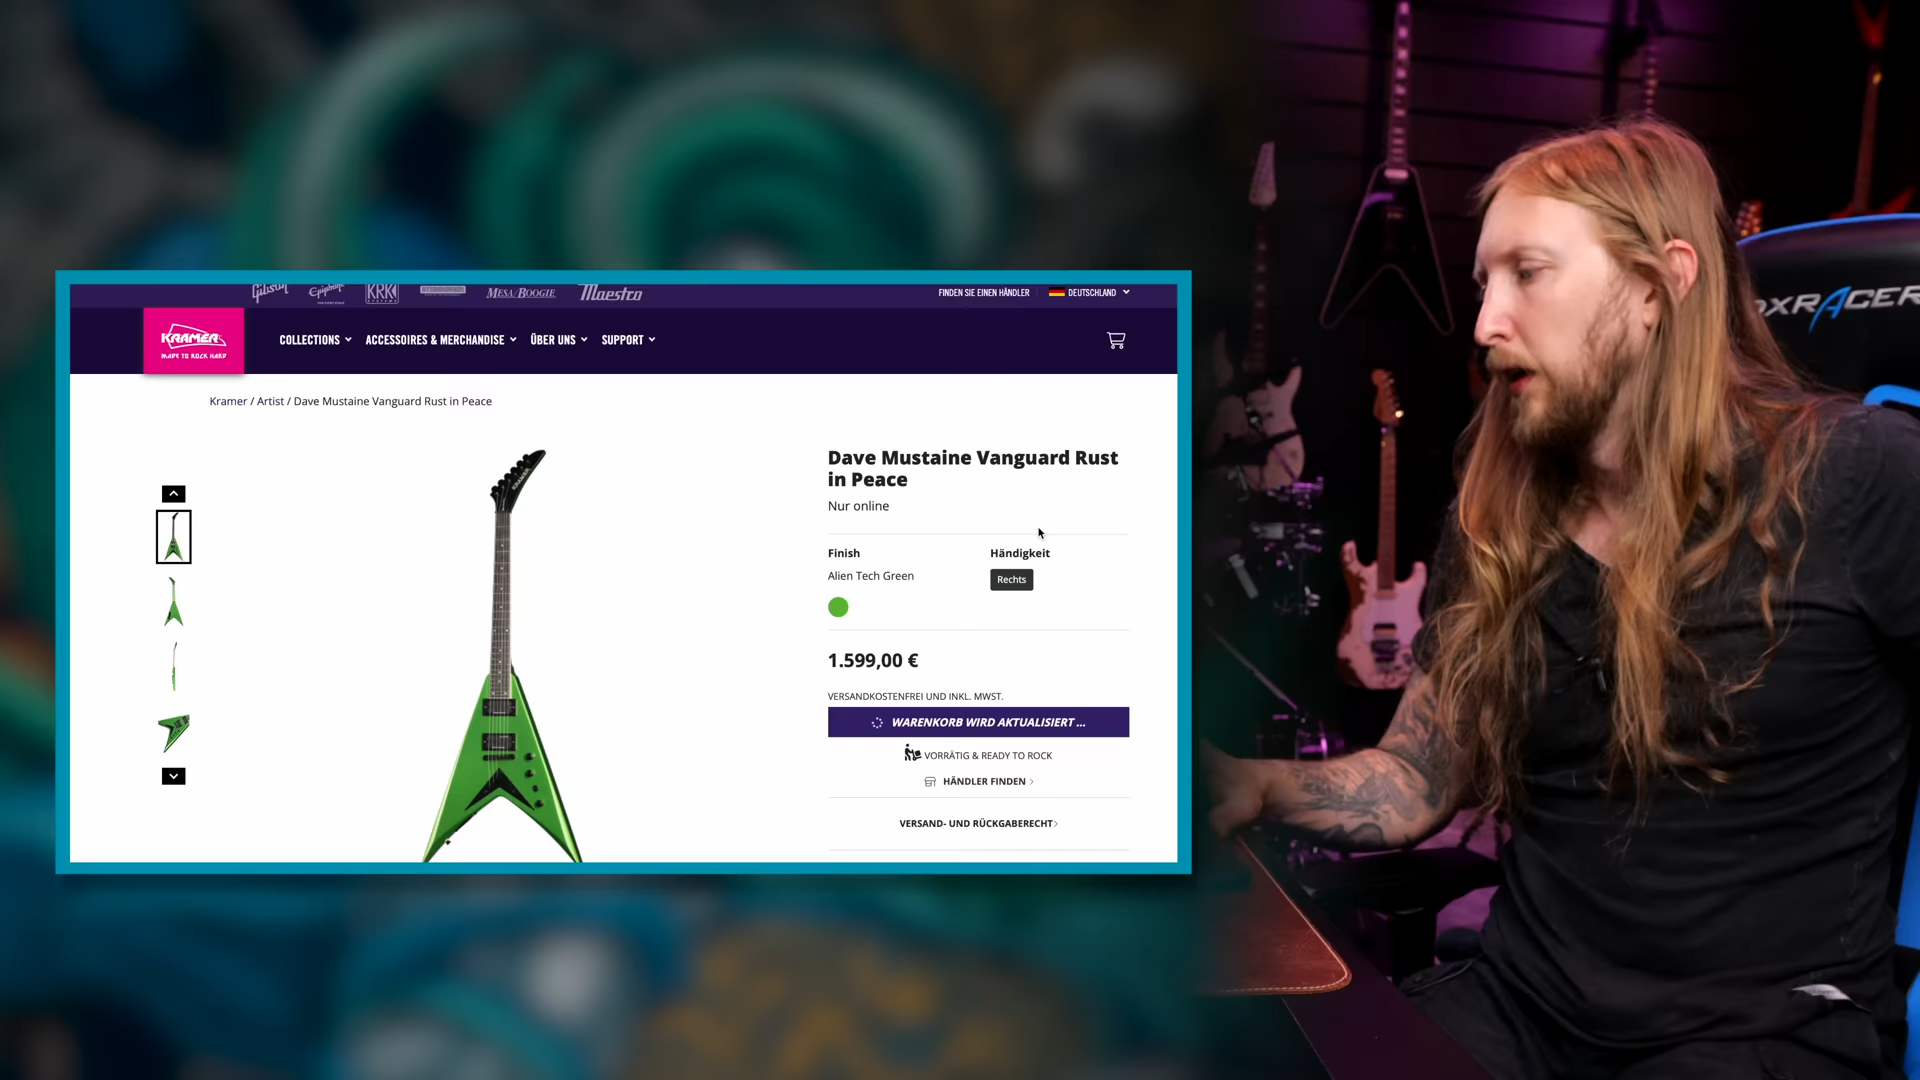 Gibson Epiphone KRK MESA/BOOGIE Maestro
FINDEN SIE EINEN HÄNDLER DEUTSCHLAND
KRAMER
MADE TO ROCK HARD
COLLECTIONS ACCESSOIRES & MERCHANDISE ÜBER UNS SUPPORT
Kramer / Artist / Dave Mustaine Vanguard Rust in Peace
Dave Mustaine Vanguard Rust
in Peace
Nur online
Finish Händigkeit
Alien Tech Green Rechts
1.599,00 €
VERSANDKOSTENFREI UND INKL. MWST.
WARENKORB WIRD AKTUALISIERT ...
VORRÄTIG & READY TO ROCK
HÄNDLER FINDEN
VERSAND- UND RÜCKGABERECHT
KRAMER
DXRACER